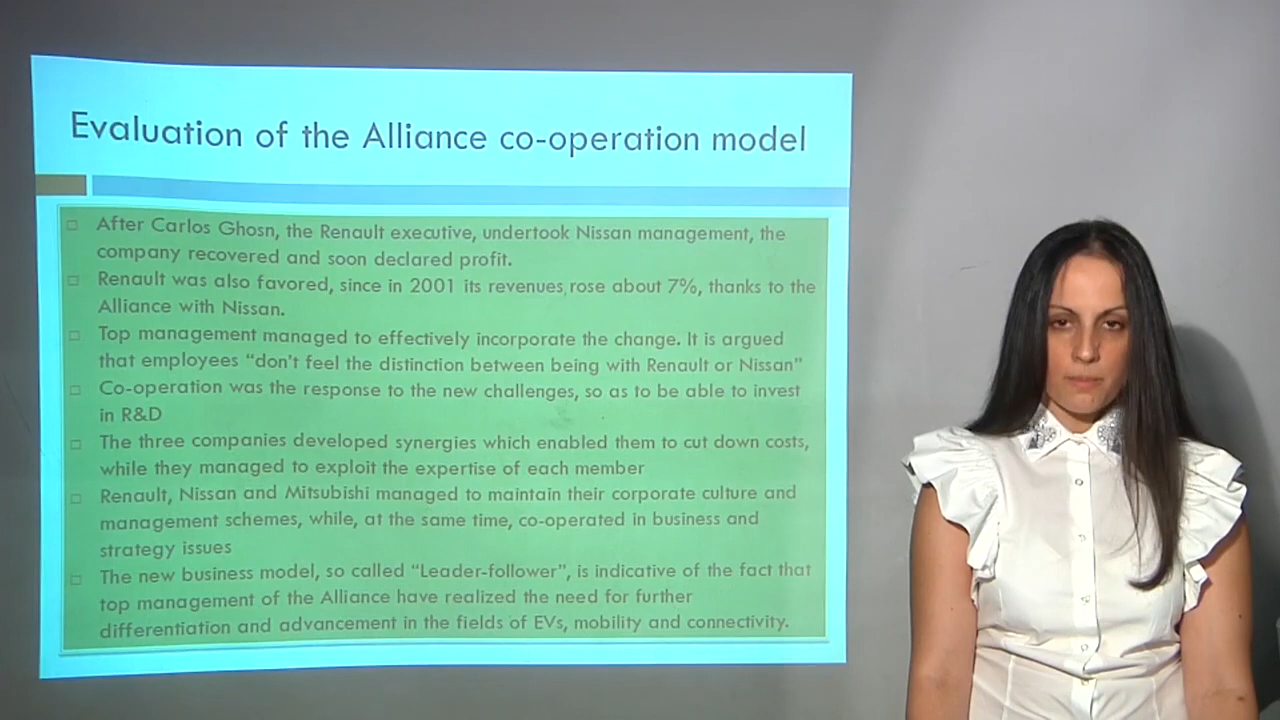 Evaluation of the Alliance co-operation model
After Carlos Ghosn, the Renault executive, undertook Nissan management, the
company recovered and soon declared profit.
Renault was also favored, since in 2001 its revenues rose about 7%, thanks to the
Alliance with Nissan.
Top management managed to effectively incorporate the change. It is argued
that employees “don't feel the distinction between being with Renault or Nissan”
Co-operation was the response to the new challenges, so as to be able to invest
in R&D
The three companies developed synergies which enabled them to cut down costs,
while they managed to exploit the expertise of each member
Renault, Nissan and Mitsubishi managed to maintain their corporate culture and
management schemes, while, at the same time, co-operated in business and
strategy issues
The new business model, so called “Leader-follower”, is indicative of the fact that
top management of the Alliance have realized the need for further
differentiation and advancement in the fields of EVs, mobility and connectivity.